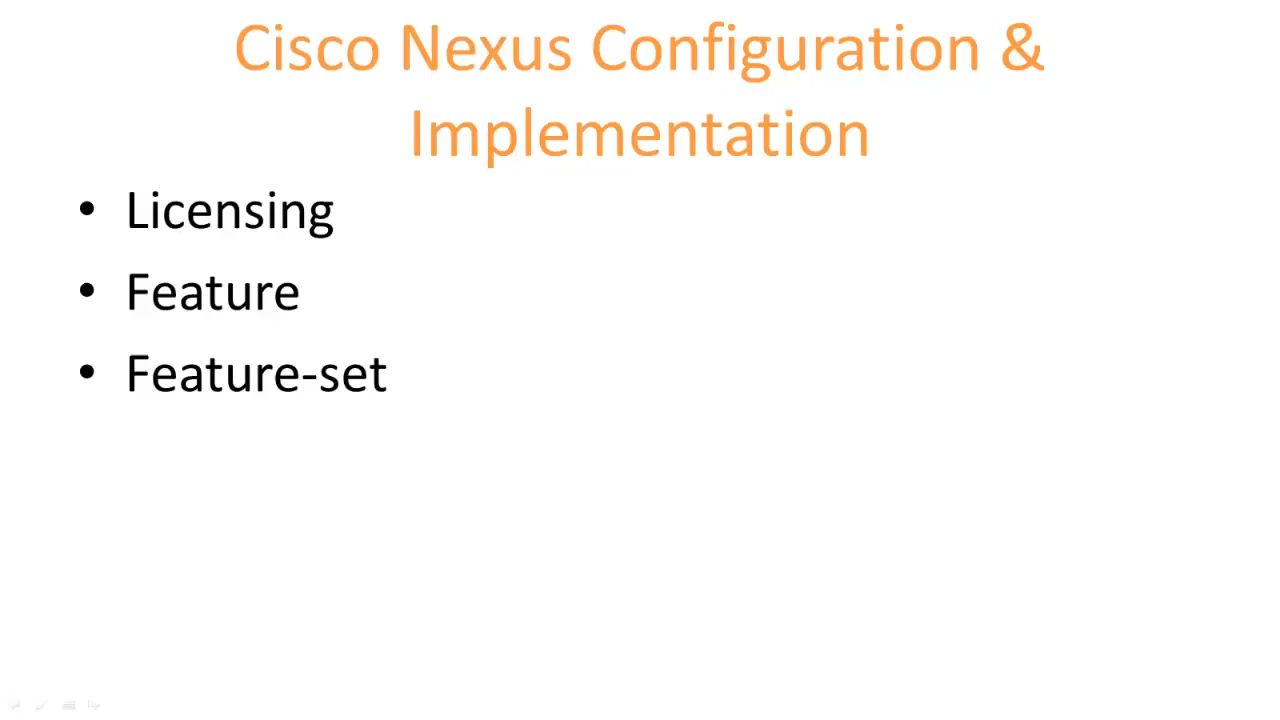 Cisco Nexus Configuration &
Implementation
• Licensing
• Feature
• Feature-set